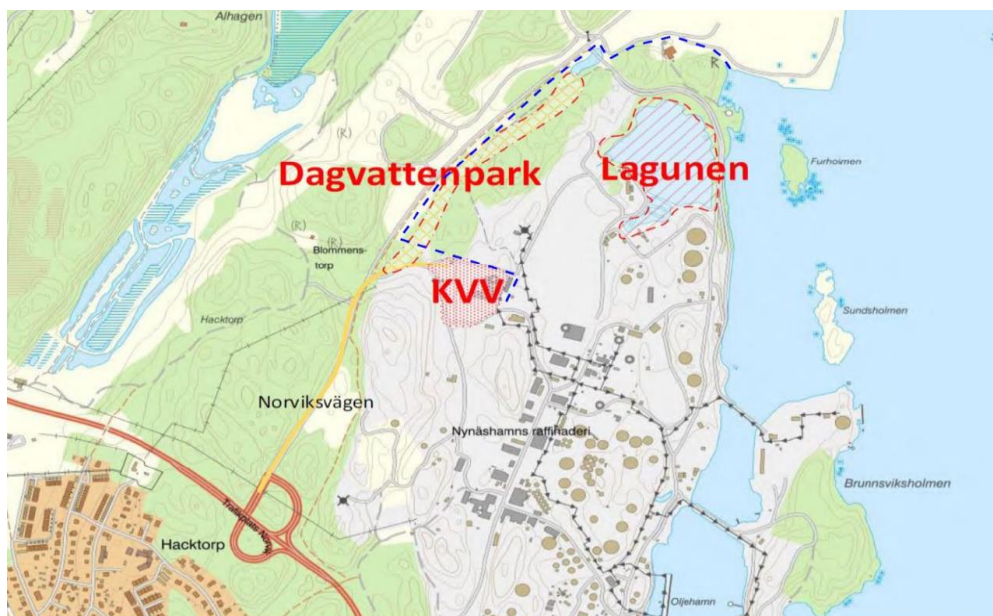 Alhagen
R
(R)
Furholmen
Dagvattenpark
Lagunen
(R)
(R)
Blommens-
torp
KVV
Sundsholmen
Hacktorp
Norviksvägen
Nynäshamns raffinaderi
Brunnsviksholmen
Hacktorp
Oljehamn